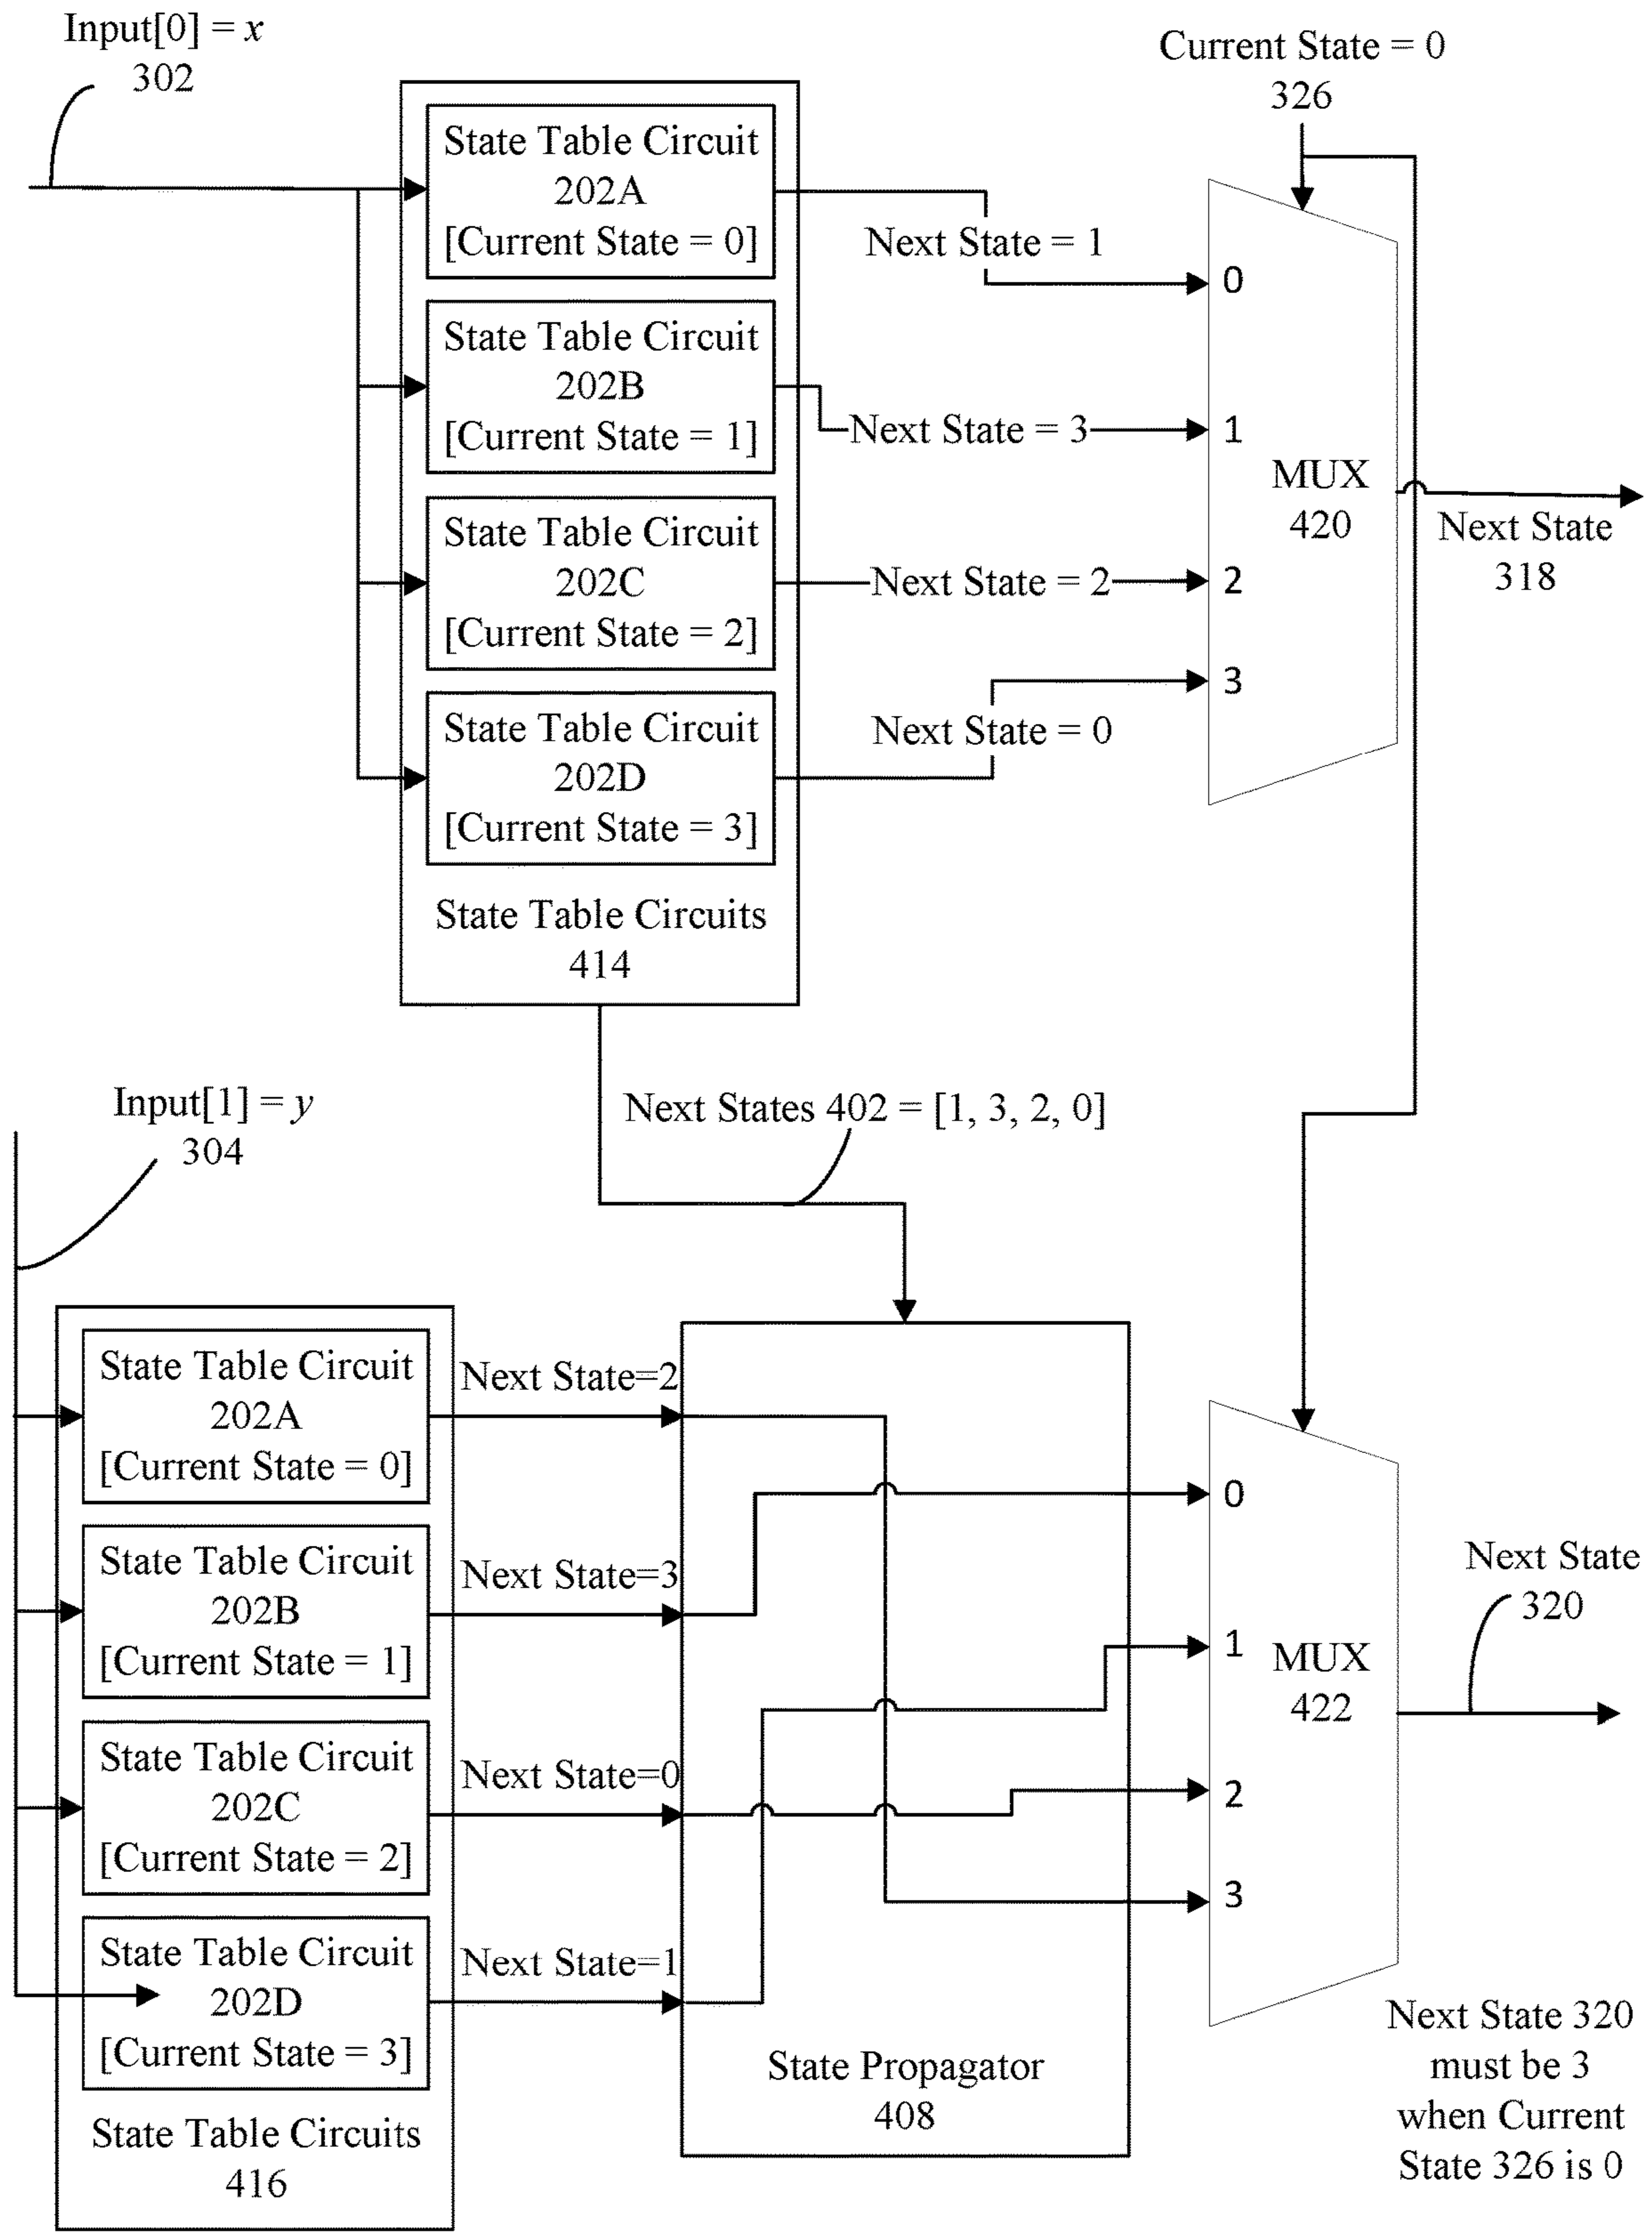 Input[0] = x
302
Current State = 0
326
State Table Circuit
202A
[Current State = 0]
Next State = 1
0
State Table Circuit
202B
[Current State = 1]
Next State = 3
1
MUX
420
Next State
318
State Table Circuit
202C
[Current State = 2]
Next State = 2
2
State Table Circuit
202D
[Current State = 3]
Next State = 0
3
State Table Circuits
414
Input[1] = y
304
Next States 402 = [1, 3, 2, 0]
State Table Circuit
202A
[Current State = 0]
Next State=2
0
State Table Circuit
202B
[Current State = 1]
Next State=3
1
MUX
422
Next State
320
State Table Circuit
202C
[Current State = 2]
Next State=0
2
3
State Table Circuit
202D
[Current State = 3]
Next State=1
State Propagator
408
State Table Circuits
416
Next State 320
must be 3
when Current
State 326 is 0